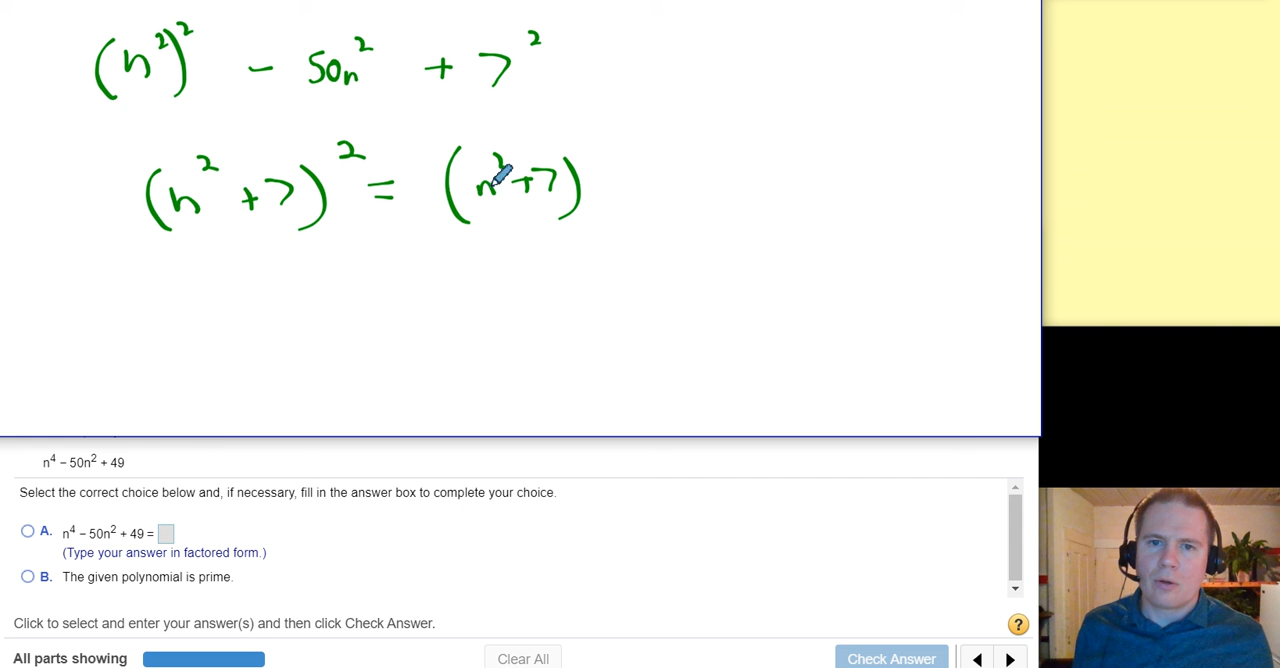 (n²)² - 50n² + 7²
(n² + 7)² = (n² + 7)
n⁴ − 50n² + 49
Select the correct choice below and, if necessary, fill in the answer box to complete your choice.
A. n⁴ − 50n² + 49 =
(Type your answer in factored form.)
B. The given polynomial is prime.
Click to select and enter your answer(s) and then click Check Answer.
?
All parts showing
Clear All
Check Answer